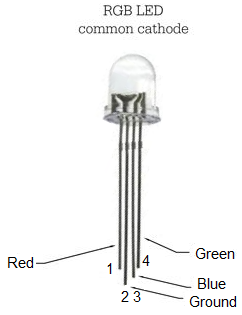 RGB LED
common cathode
Green
Red
1
4
Blue
2 3
Ground